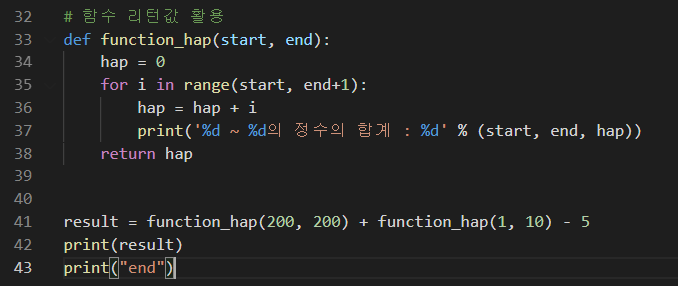 32 # 함수 리턴값 활용
33 def function_hap(start, end):
34     hap = 0
35     for i in range(start, end+1):
36         hap = hap + i
37         print('%d ~ %d의 정수의 합계 : %d' % (start, end, hap))
38     return hap
39
40
41 result = function_hap(200, 200) + function_hap(1, 10) - 5
42 print(result)
43 print("end")